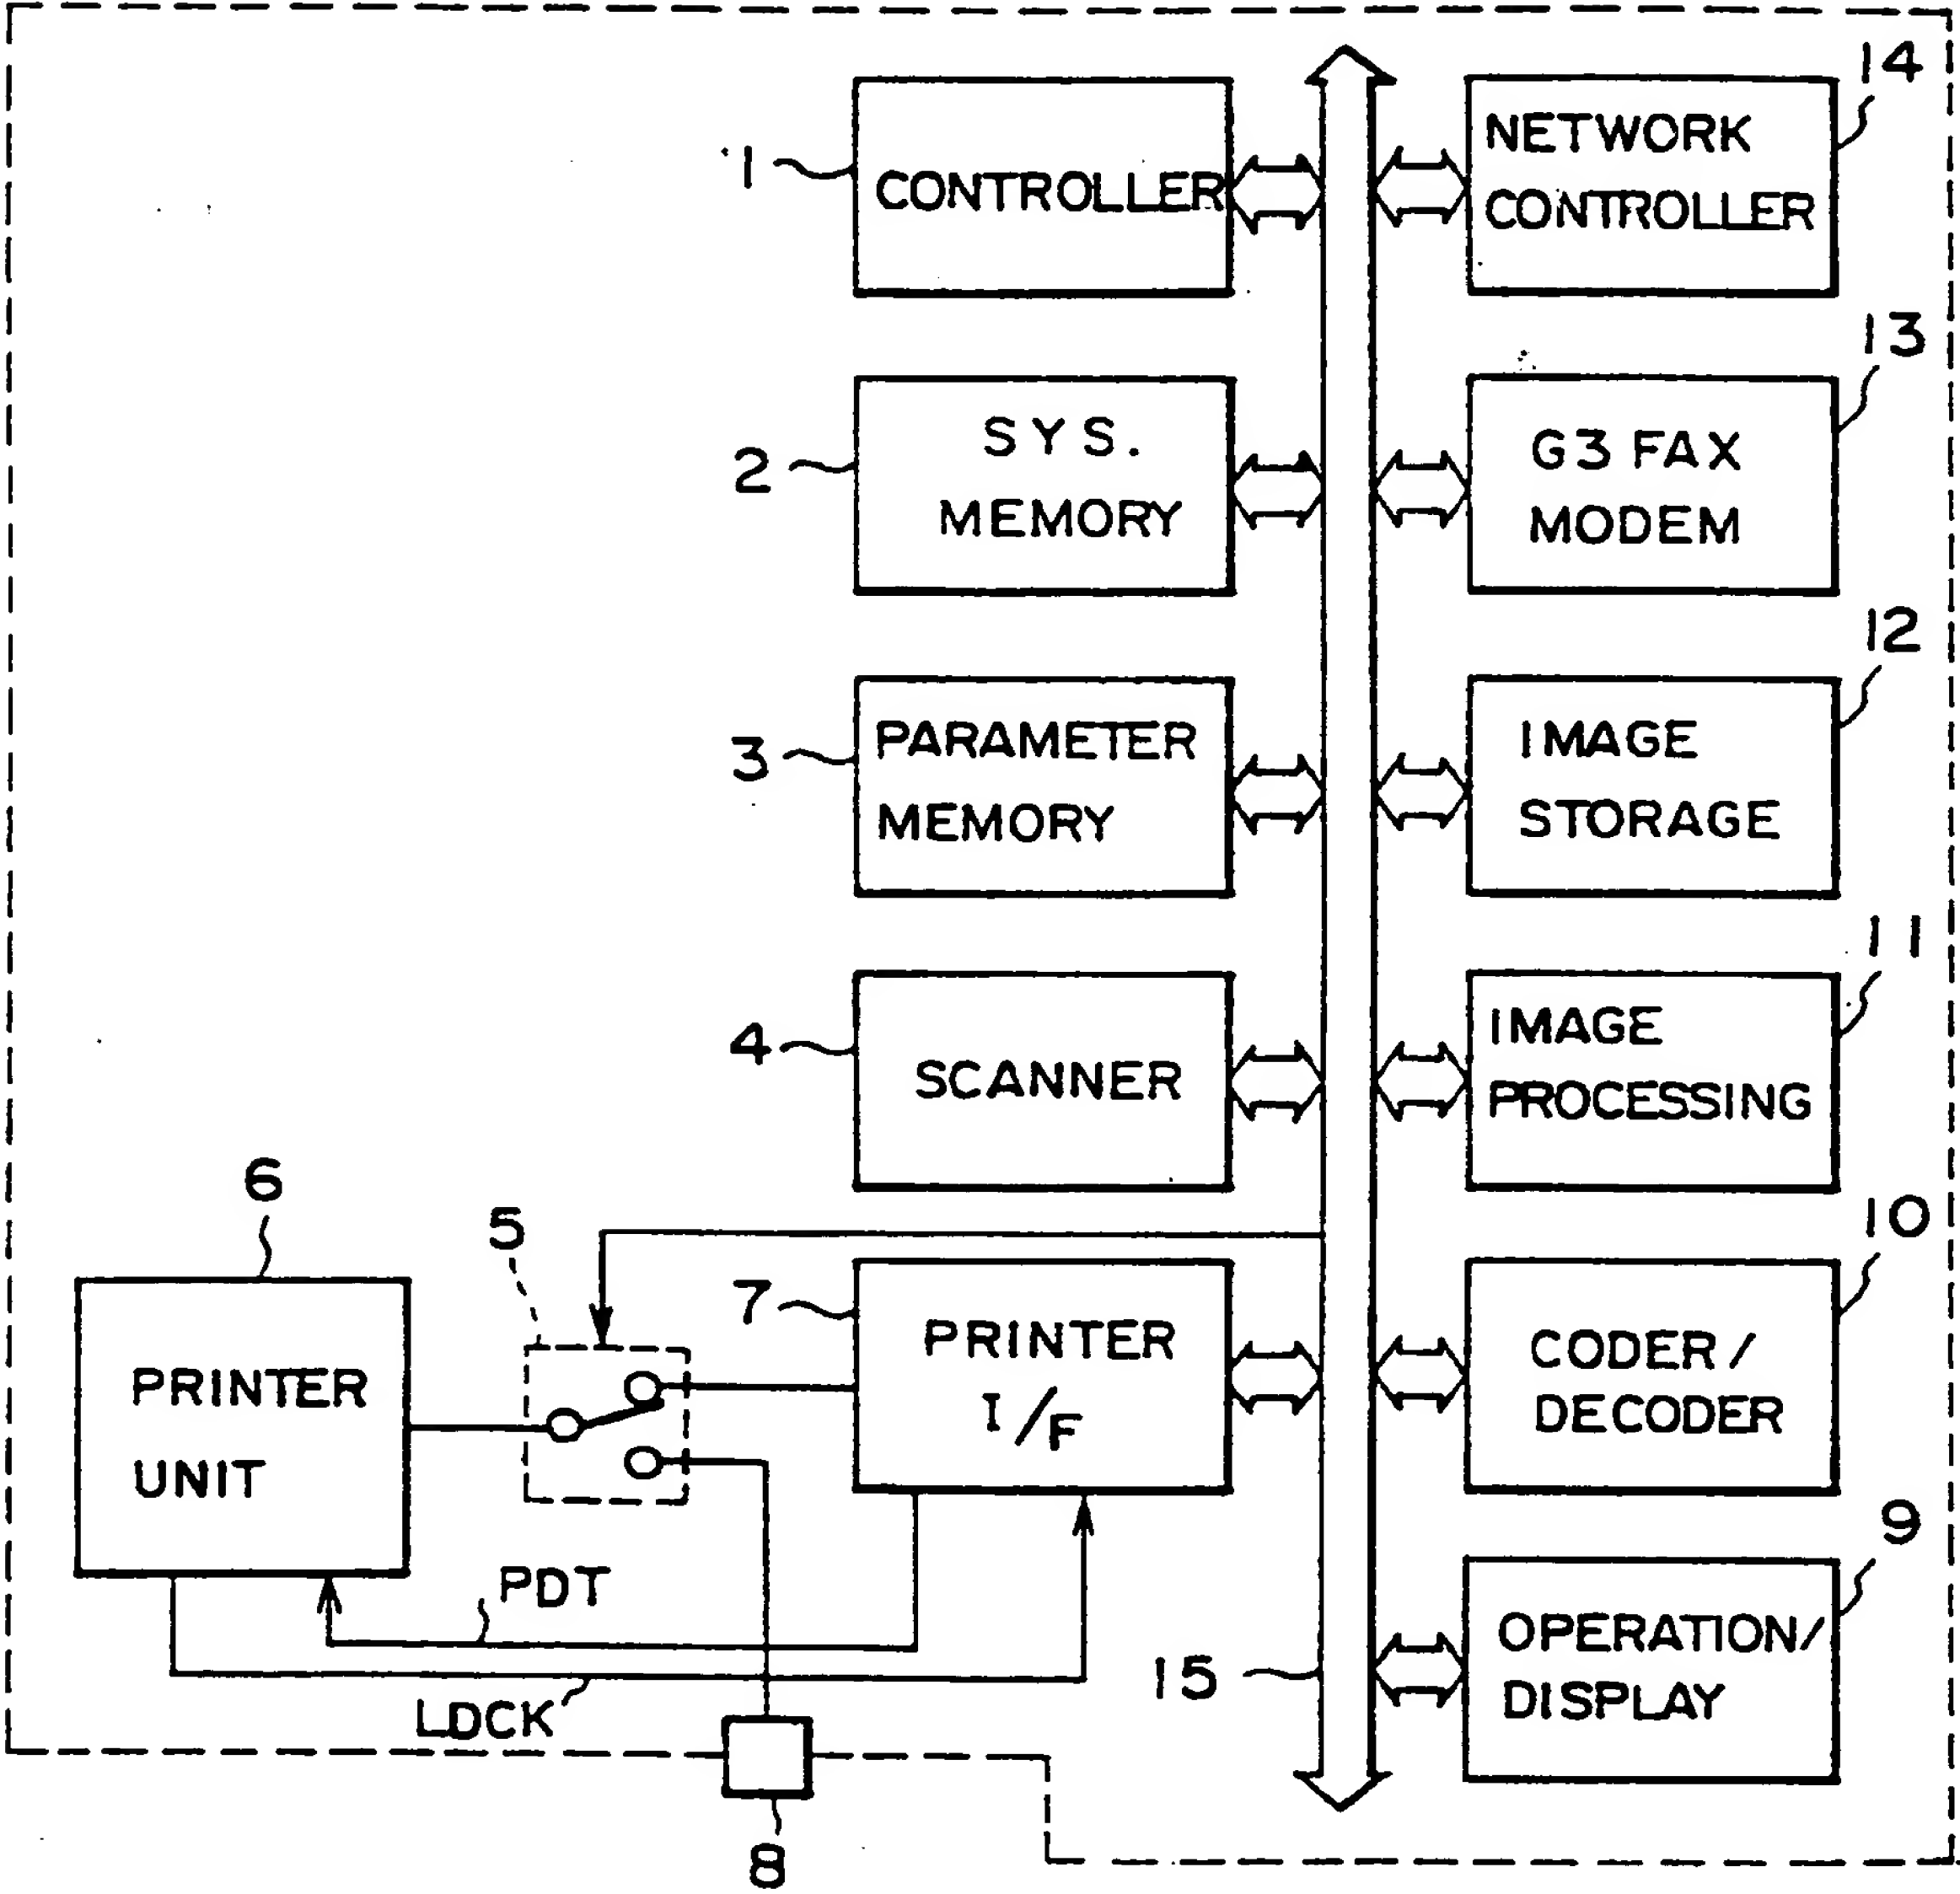 14
NETWORK
CONTROLLER
1
CONTROLLER
13
G3 FAX
MODEM
2
SYS.
MEMORY
12
IMAGE
STORAGE
3
PARAMETER
MEMORY
11
IMAGE
PROCESSING
4
SCANNER
6
PRINTER
UNIT
5
7
PRINTER
I/F
10
CODER/
DECODER
9
OPERATION/
DISPLAY
PDT
LDCK
15
8